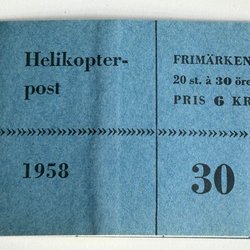 Helikopter-
post
FRIMÄRKEN
20 st. à 30 öre
PRIS 6 KR
1958
30